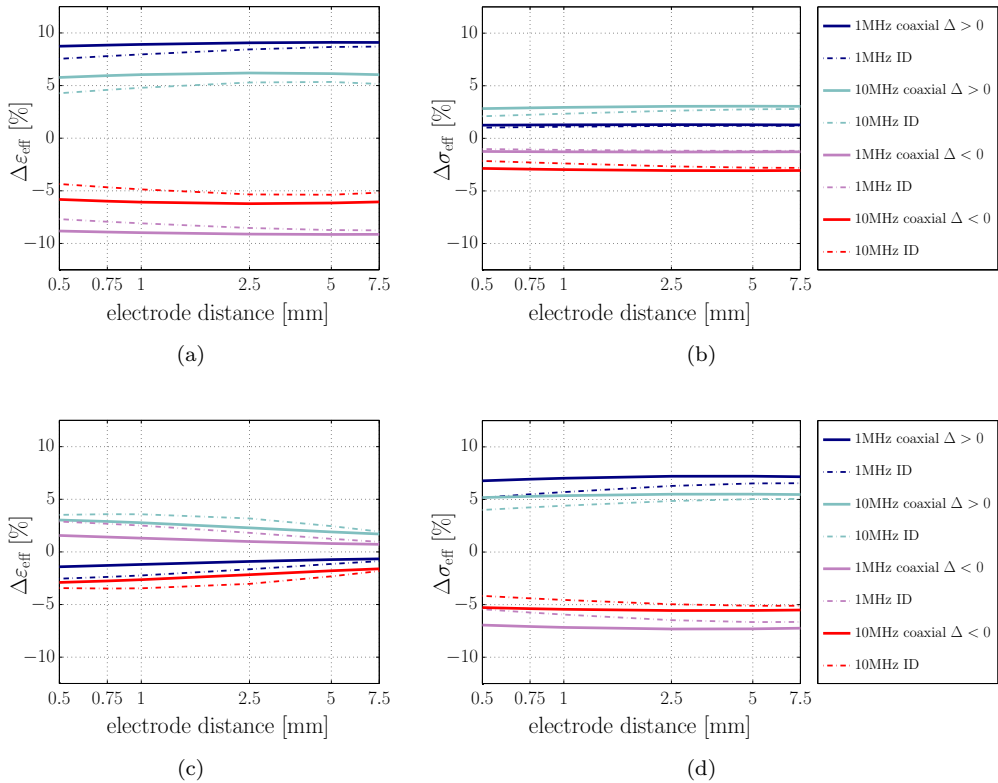 10
5
0
−5
−10
Δεeff [%]
0.5 0.75 1 2.5 5 7.5
electrode distance [mm]
(a)
10
5
0
−5
−10
Δσeff [%]
0.5 0.75 1 2.5 5 7.5
electrode distance [mm]
(b)
1MHz coaxial Δ > 0
1MHz ID
10MHz coaxial Δ > 0
10MHz ID
1MHz coaxial Δ < 0
1MHz ID
10MHz coaxial Δ < 0
10MHz ID
10
5
0
−5
−10
Δεeff [%]
0.5 0.75 1 2.5 5 7.5
electrode distance [mm]
(c)
10
5
0
−5
−10
Δσeff [%]
0.5 0.75 1 2.5 5 7.5
electrode distance [mm]
(d)
1MHz coaxial Δ > 0
1MHz ID
10MHz coaxial Δ > 0
10MHz ID
1MHz coaxial Δ < 0
1MHz ID
10MHz coaxial Δ < 0
10MHz ID